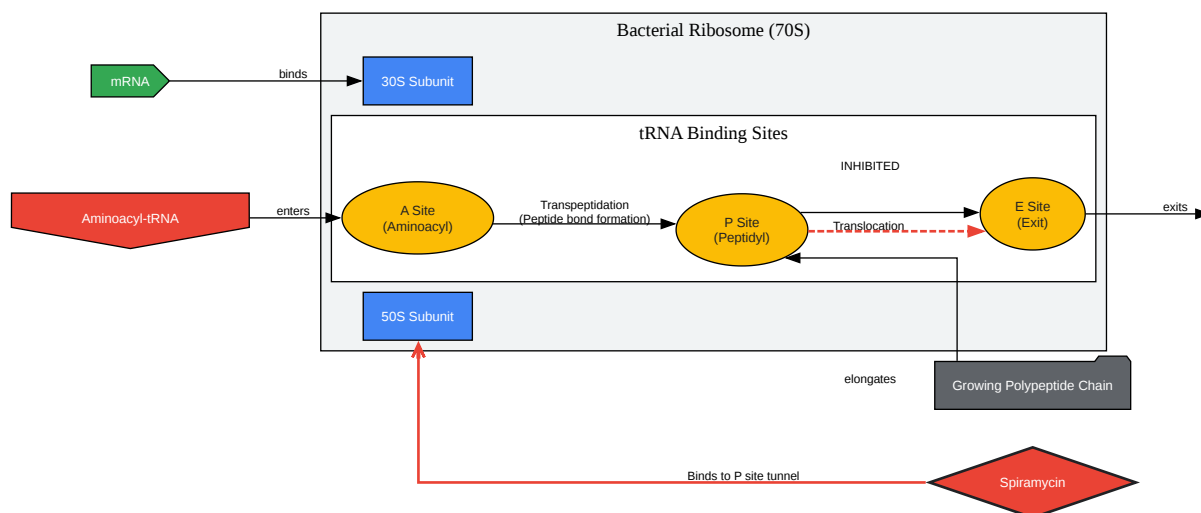 Bacterial Ribosome (70S)
mRNA
binds
30S Subunit
tRNA Binding Sites
INHIBITED
Aminoacyl-tRNA
enters
A Site
(Aminoacyl)
Transpeptidation
(Peptide bond formation)
P Site
(Peptidyl)
Translocation
E Site
(Exit)
exits
50S Subunit
elongates
Growing Polypeptide Chain
Binds to P site tunnel
Spiramycin